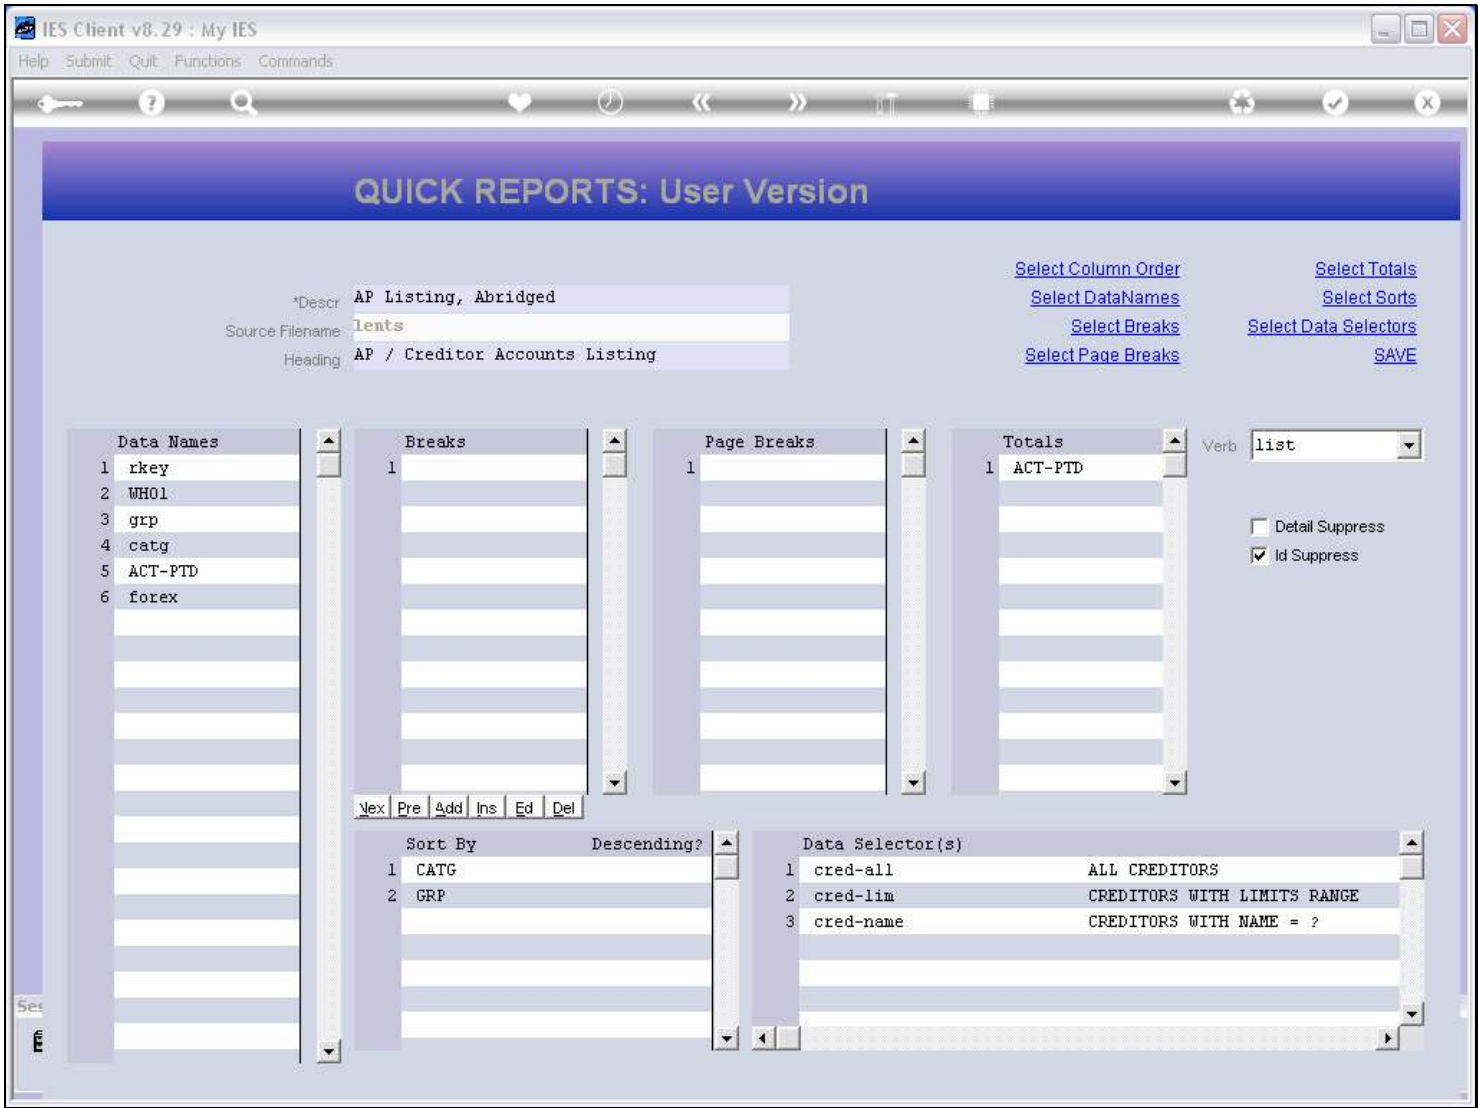 IES Client v8.29 : My IES
Help Submit Quit Functions Commands
QUICK REPORTS: User Version
Select Column Order Select Totals
*Descr AP Listing, Abridged Select DataNames Select Sorts
Source Filename lents Select Breaks Select Data Selectors
Heading AP / Creditor Accounts Listing Select Page Breaks SAVE
Data Names Breaks Page Breaks Totals Verb list
1 rkey 1 1 1 ACT-PTD
2 WHO1
3 grp
4 catg
5 ACT-PTD
6 forex
Detail Suppress
Id Suppress
Nex Pre Add Ins Ed Del
Sort By Descending? Data Selector(s)
1 CATG 1 cred-all ALL CREDITORS
2 GRP 2 cred-lim CREDITORS WITH LIMITS RANGE
3 cred-name CREDITORS WITH NAME = ?
Ses